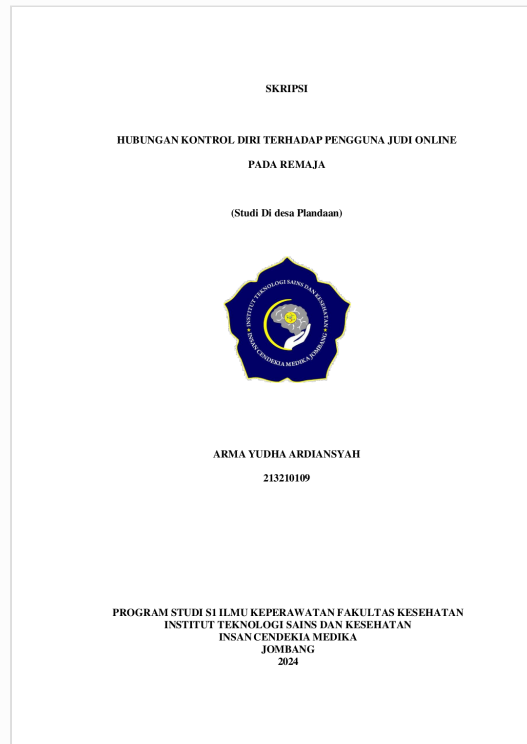 SKRIPSI
HUBUNGAN KONTROL DIRI TERHADAP PENGGUNA JUDI ONLINE
PADA REMAJA
(Studi Di desa Plandaan)
INSTITUT TEKNOLOGI SAINS DAN KESEHATAN
INSAN CENDEKIA MEDIKA JOMBANG
ARMA YUDHA ARDIANSYAH
213210109
PROGRAM STUDI S1 ILMU KEPERAWATAN FAKULTAS KESEHATAN
INSTITUT TEKNOLOGI SAINS DAN KESEHATAN
INSAN CENDEKIA MEDIKA
JOMBANG
2024